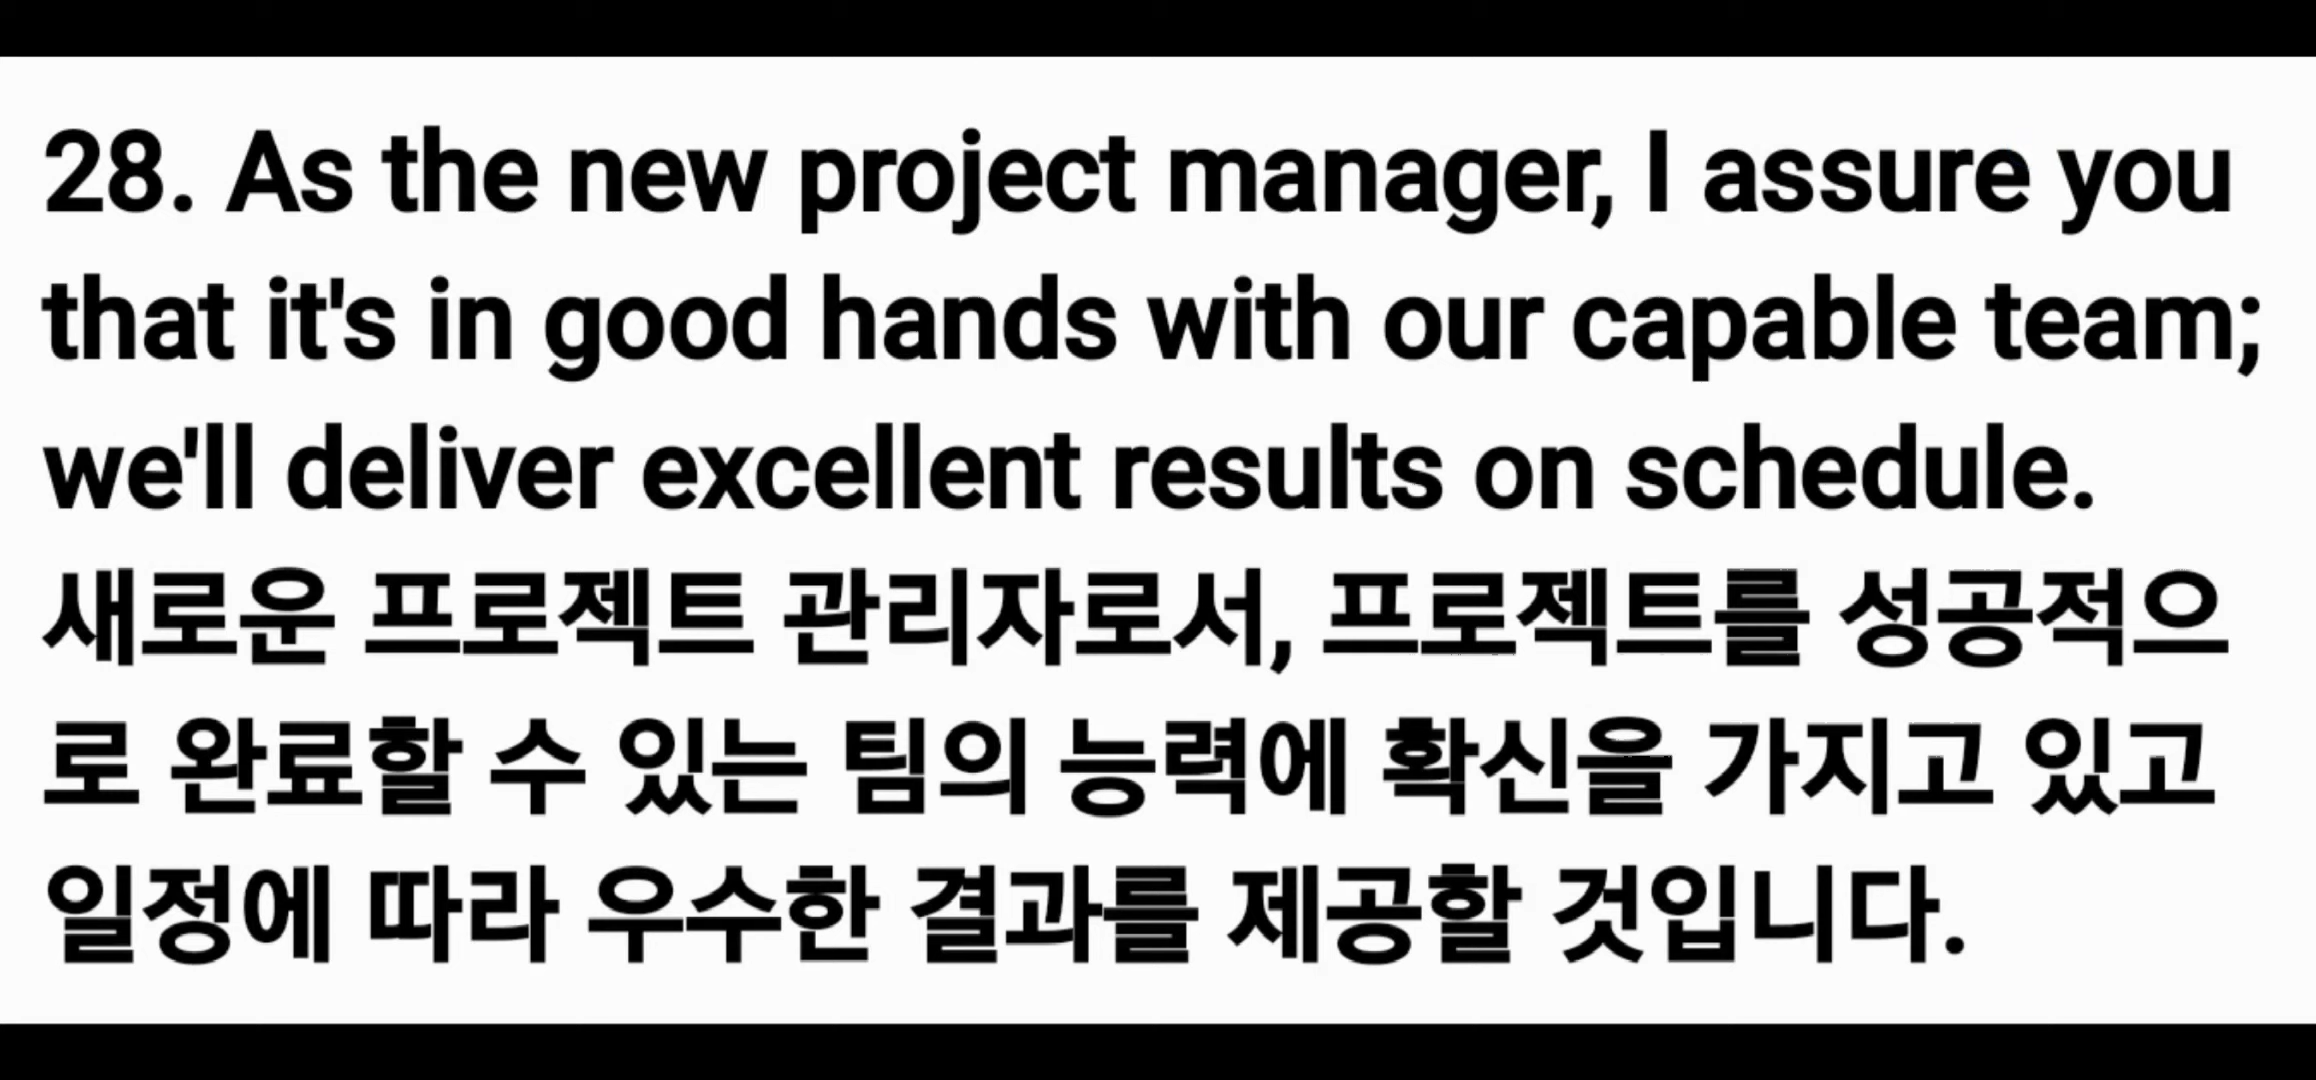 28. As the new project manager, I assure you
that it's in good hands with our capable team;
we'll deliver excellent results on schedule.
새로운 프로젝트 관리자로서, 프로젝트를 성공적으
로 완료할 수 있는 팀의 능력에 확신을 가지고 있고
일정에 따라 우수한 결과를 제공할 것입니다.